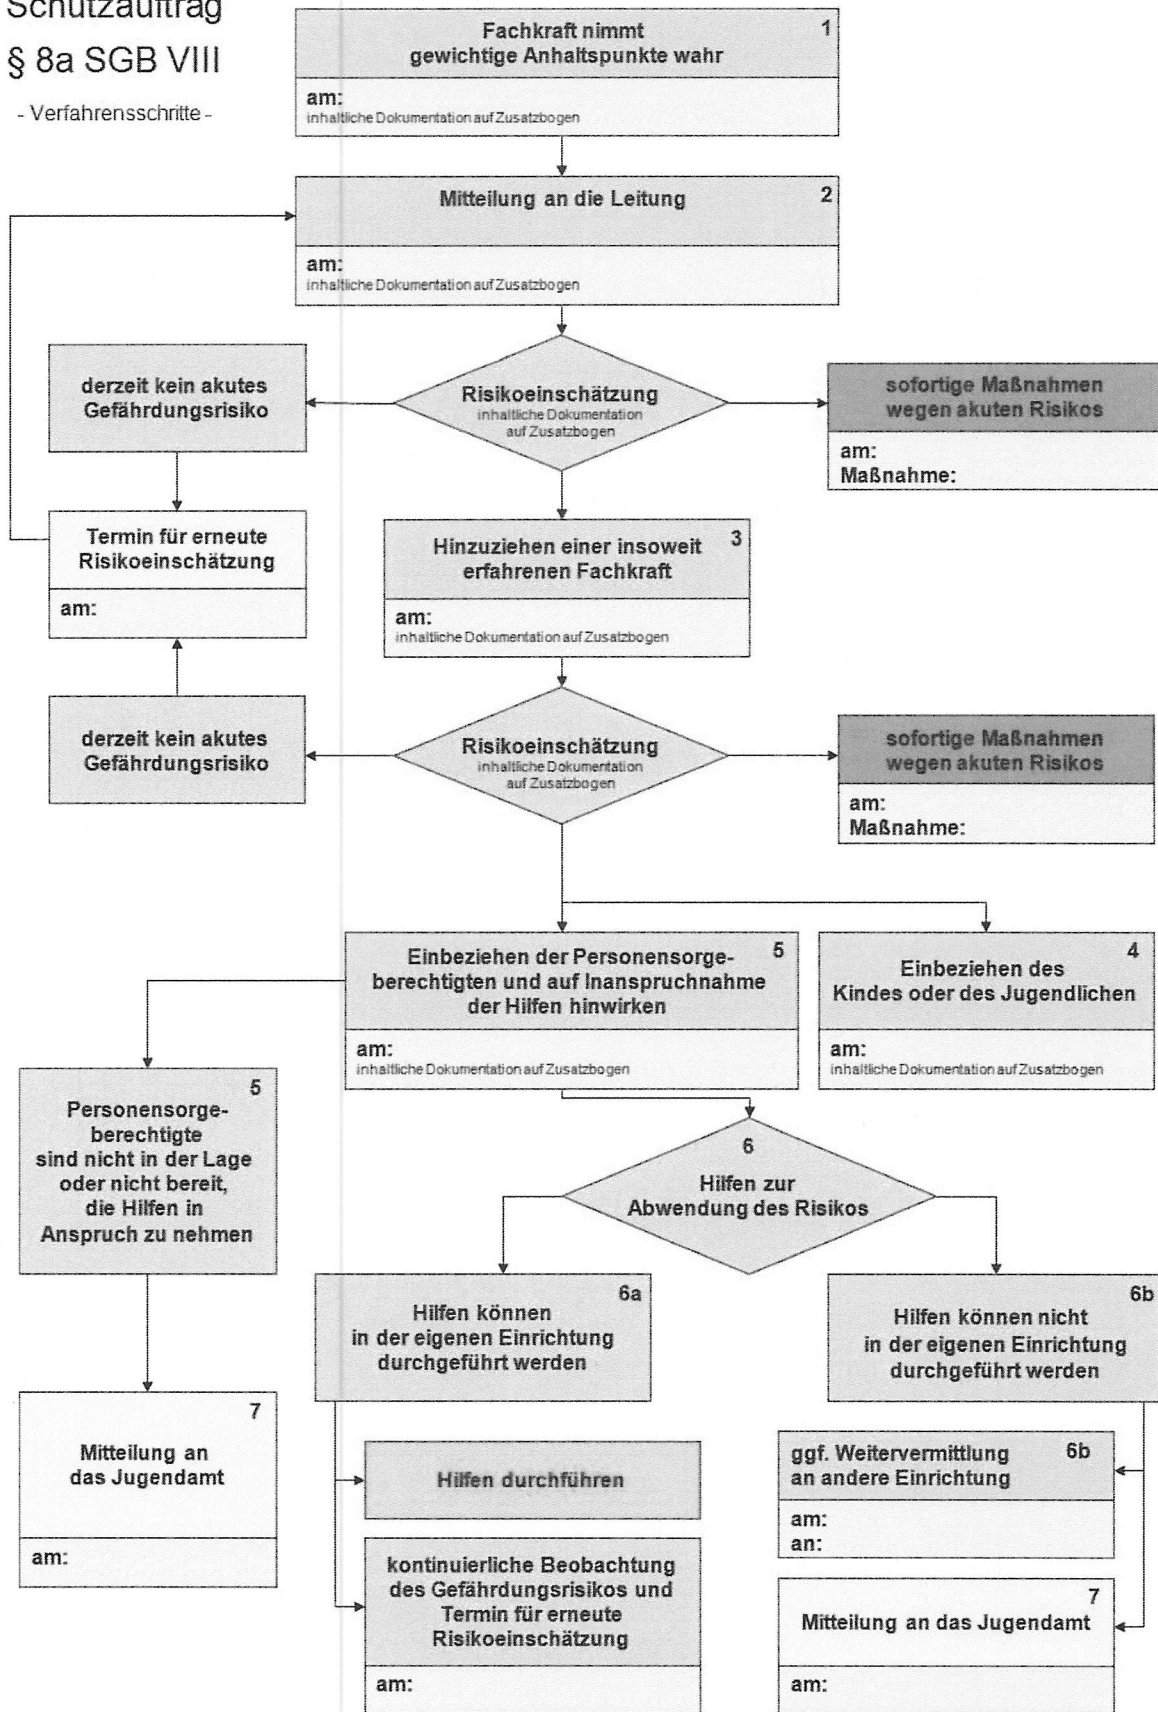 Schutzauftrag
§ 8a SGB VIII
- Verfahrensschritte -
Fachkraft nimmt
gewichtige Anhaltspunkte wahr
1
am:
inhaltliche Dokumentation auf Zusatzbogen
Mitteilung an die Leitung
2
am:
inhaltliche Dokumentation auf Zusatzbogen
derzeit kein akutes
Gefährdungsrisiko
Risikoeinschätzung
inhaltliche Dokumentation
auf Zusatzbogen
sofortige Maßnahmen
wegen akuten Risikos
am:
Maßnahme:
Termin für erneute
Risikoeinschätzung
am:
Hinzuziehen einer insoweit
erfahrenen Fachkraft
3
am:
inhaltliche Dokumentation auf Zusatzbogen
derzeit kein akutes
Gefährdungsrisiko
Risikoeinschätzung
inhaltliche Dokumentation
auf Zusatzbogen
sofortige Maßnahmen
wegen akuten Risikos
am:
Maßnahme:
Einbeziehen der Personensorge-
berechtigten und auf Inanspruchnahme
der Hilfen hinwirken
5
am:
inhaltliche Dokumentation auf Zusatzbogen
Einbeziehen des
Kindes oder des Jugendlichen
4
am:
inhaltliche Dokumentation auf Zusatzbogen
5
Personensorge-
berechtigte
sind nicht in der Lage
oder nicht bereit,
die Hilfen in
Anspruch zu nehmen
6
Hilfen zur
Abwendung des Risikos
6a
Hilfen können
in der eigenen Einrichtung
durchgeführt werden
6b
Hilfen können nicht
in der eigenen Einrichtung
durchgeführt werden
7
Mitteilung an
das Jugendamt
am:
Hilfen durchführen
kontinuierliche Beobachtung
des Gefährdungsrisikos und
Termin für erneute
Risikoeinschätzung
am:
ggf. Weitervermittlung
an andere Einrichtung
6b
am:
an:
7
Mitteilung an das Jugendamt
am: